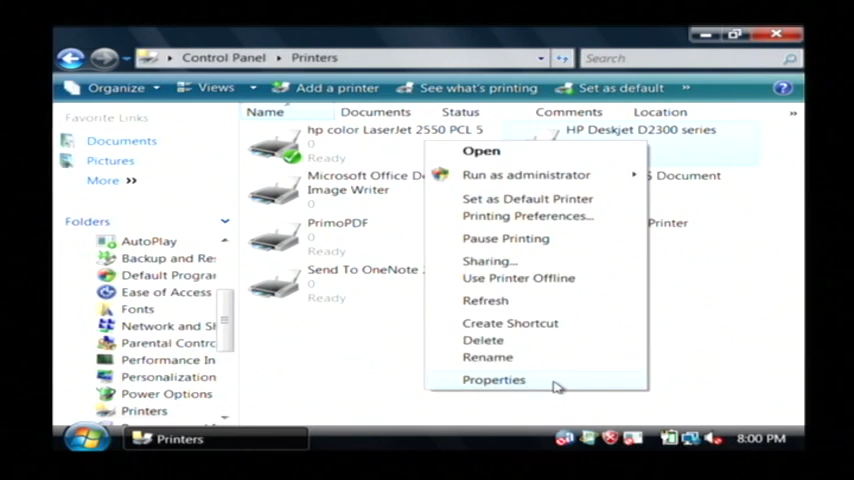 Control Panel ▸ Printers
Search
Organize
Views
Add a printer
See what's printing
Set as default
»
Favorite Links
Documents
Pictures
More »
Folders
AutoPlay
Backup and Re
Default Progra
Ease of Access
Fonts
Network and Sh
Parental Contro
Performance In
Personalization
Power Options
Printers
Name
Documents
Status
Comments
Location
»
hp color LaserJet 2550 PCL 5
0
Ready
HP Deskjet D2300 series
Microsoft Office D
Image Writer
0
S Document
PrimoPDF
0
Ready
Printer
Send To OneNote 2
0
Ready
Open
Run as administrator
Set as Default Printer
Printing Preferences...
Pause Printing
Sharing...
Use Printer Offline
Refresh
Create Shortcut
Delete
Rename
Properties
Printers
8:00 PM